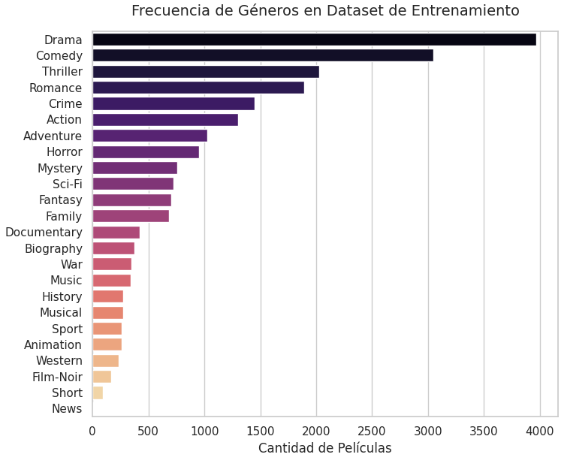 Frecuencia de Géneros en Dataset de Entrenamiento
Drama
Comedy
Thriller
Romance
Crime
Action
Adventure
Horror
Mystery
Sci-Fi
Fantasy
Family
Documentary
Biography
War
Music
History
Musical
Sport
Animation
Western
Film-Noir
Short
News
0 500 1000 1500 2000 2500 3000 3500 4000
Cantidad de Películas